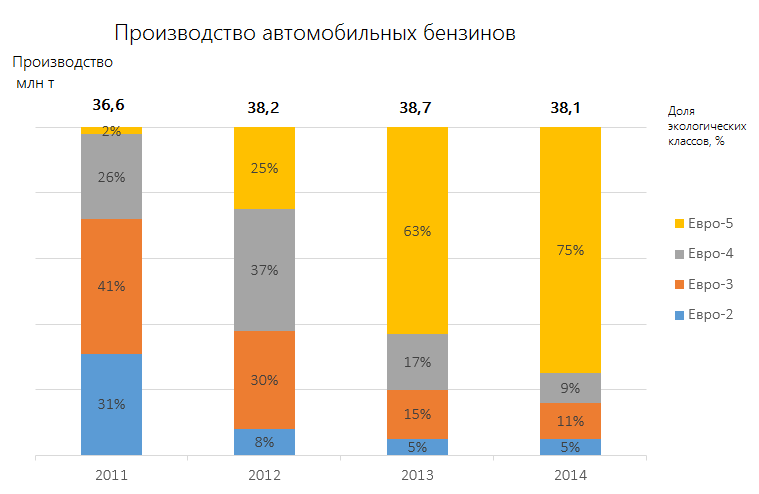 Производство автомобильных бензинов
Производство
млн т
36,6
38,2
38,7
38,1
Доля
экологических
классов, %
2%
26%
41%
31%
25%
37%
30%
8%
63%
17%
15%
5%
75%
9%
11%
5%
Евро-5
Евро-4
Евро-3
Евро-2
2011
2012
2013
2014